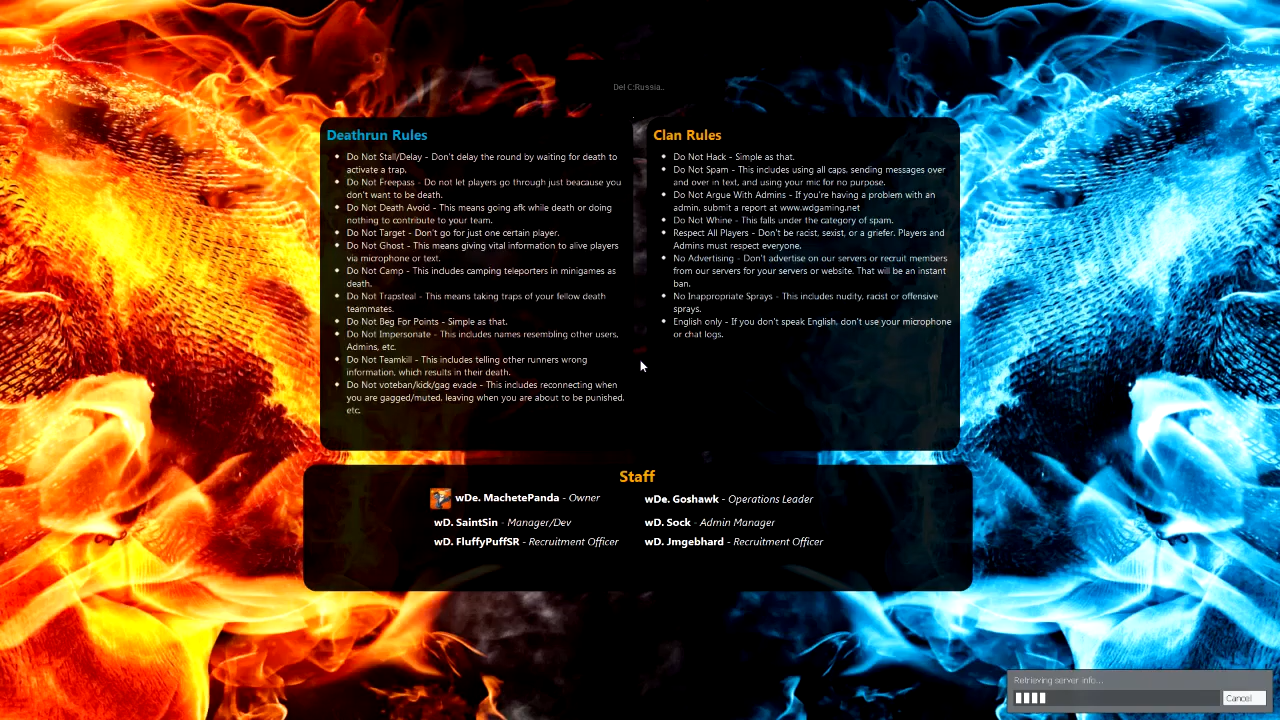 Del C:Russia..
Deathrun Rules
Do Not Stall/Delay - Don't delay the round by waiting for death to
activate a trap.
Do Not Freepass - Do not let players go through just beacause you
don't want to be death.
Do Not Death Avoid - This means going afk while death or doing
nothing to contribute to your team.
Do Not Target - Don't go for just one certain player.
Do Not Ghost - This means giving vital information to alive players
via microphone or text.
Do Not Camp - This includes camping teleporters in minigames as
death.
Do Not Trapsteal - This means taking traps of your fellow death
teammates.
Do Not Beg For Points - Simple as that.
Do Not Impersonate - This includes names resembling other users,
Admins, etc.
Do Not Teamkill - This includes telling other runners wrong
information, which results in their death.
Do Not voteban/kick/gag evade - This includes reconnecting when
you are gagged/muted, leaving when you are about to be punished,
etc.
Clan Rules
Do Not Hack - Simple as that.
Do Not Spam - This includes using all caps, sending messages over
and over in text, and using your mic for no purpose.
Do Not Argue With Admins - If you're having a problem with an
admin, submit a report at www.wdgaming.net
Do Not Whine - This falls under the category of spam.
Respect All Players - Don't be racist, sexist, or a griefer. Players and
Admins must respect everyone.
No Advertising - Don't advertise on our servers or recruit members
from our servers for your servers or website. That will be an instant
ban.
No Inappropriate Sprays - This includes nudity, racist or offensive
sprays.
English only - If you don't speak English, don't use your microphone
or chat logs.
Staff
wDe. MachetePanda - Owner
wDe. Goshawk - Operations Leader
wD. SaintSin - Manager/Dev
wD. Sock - Admin Manager
wD. FluffyPuffSR - Recruitment Officer
wD. Jmgebhard - Recruitment Officer
Retrieving server info...
Cancel